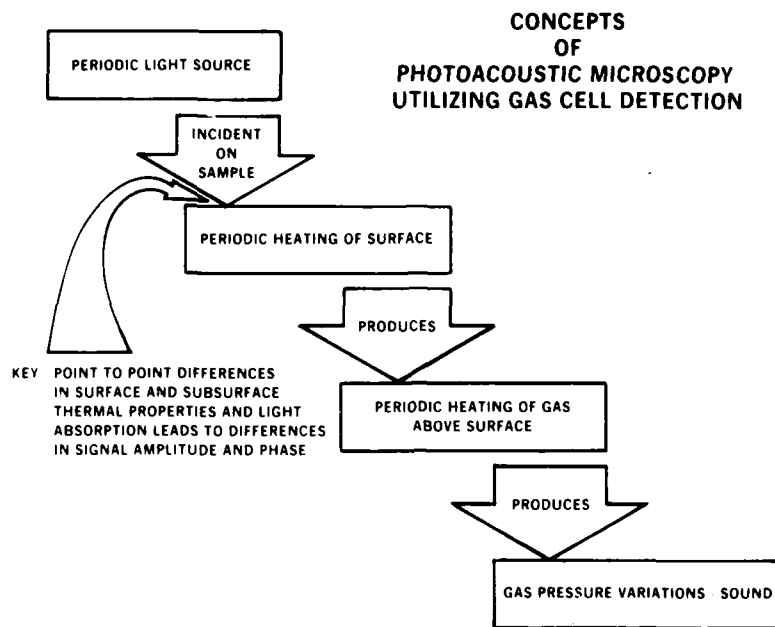 CONCEPTS
OF
PHOTOACOUSTIC MICROSCOPY
UTILIZING GAS CELL DETECTION
PERIODIC LIGHT SOURCE
INCIDENT
ON
SAMPLE
PERIODIC HEATING OF SURFACE
PRODUCES
KEY POINT TO POINT DIFFERENCES
IN SURFACE AND SUBSURFACE
THERMAL PROPERTIES AND LIGHT
ABSORPTION LEADS TO DIFFERENCES
IN SIGNAL AMPLITUDE AND PHASE
PERIODIC HEATING OF GAS
ABOVE SURFACE
PRODUCES
GAS PRESSURE VARIATIONS - SOUND